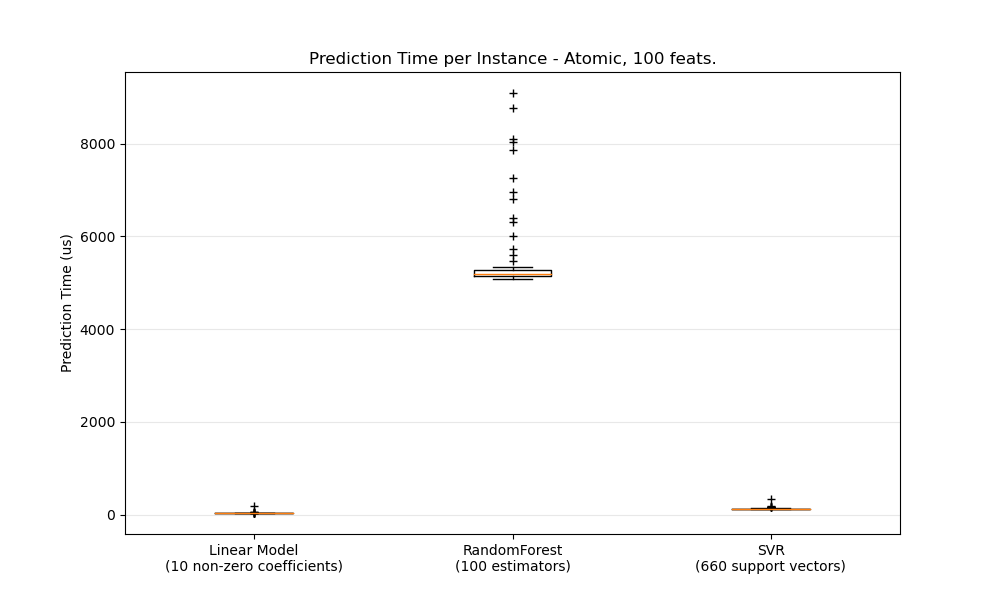 Prediction Time per Instance - Atomic, 100 feats.
Prediction Time (us)
8000
6000
4000
2000
0
Linear Model
(10 non-zero coefficients)
RandomForest
(100 estimators)
SVR
(660 support vectors)